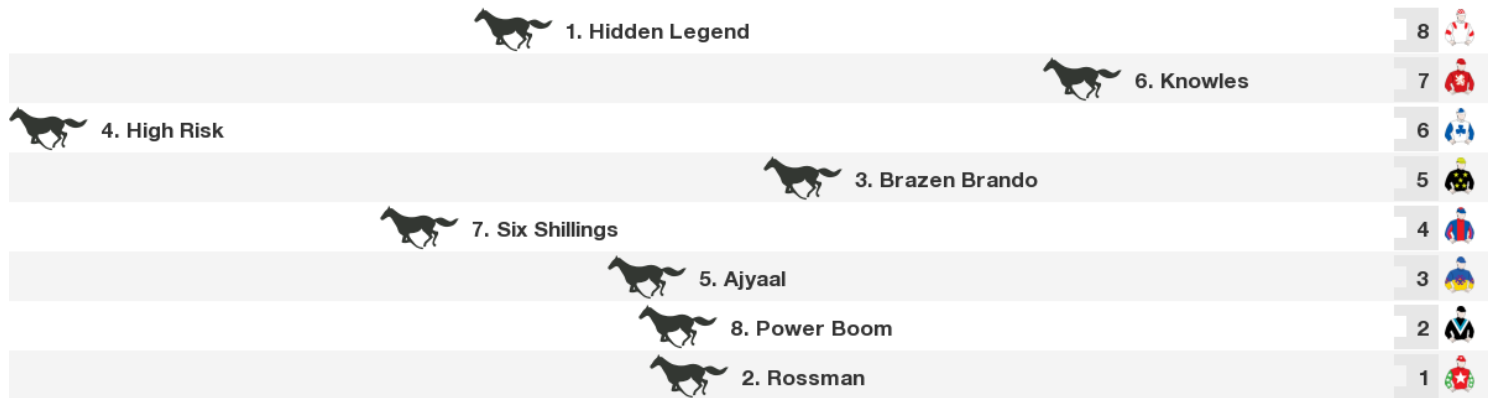 1. Hidden Legend 8
6. Knowles 7
4. High Risk 6
3. Brazen Brando 5
7. Six Shillings 4
5. Ajyaal 3
8. Power Boom 2
2. Rossman 1